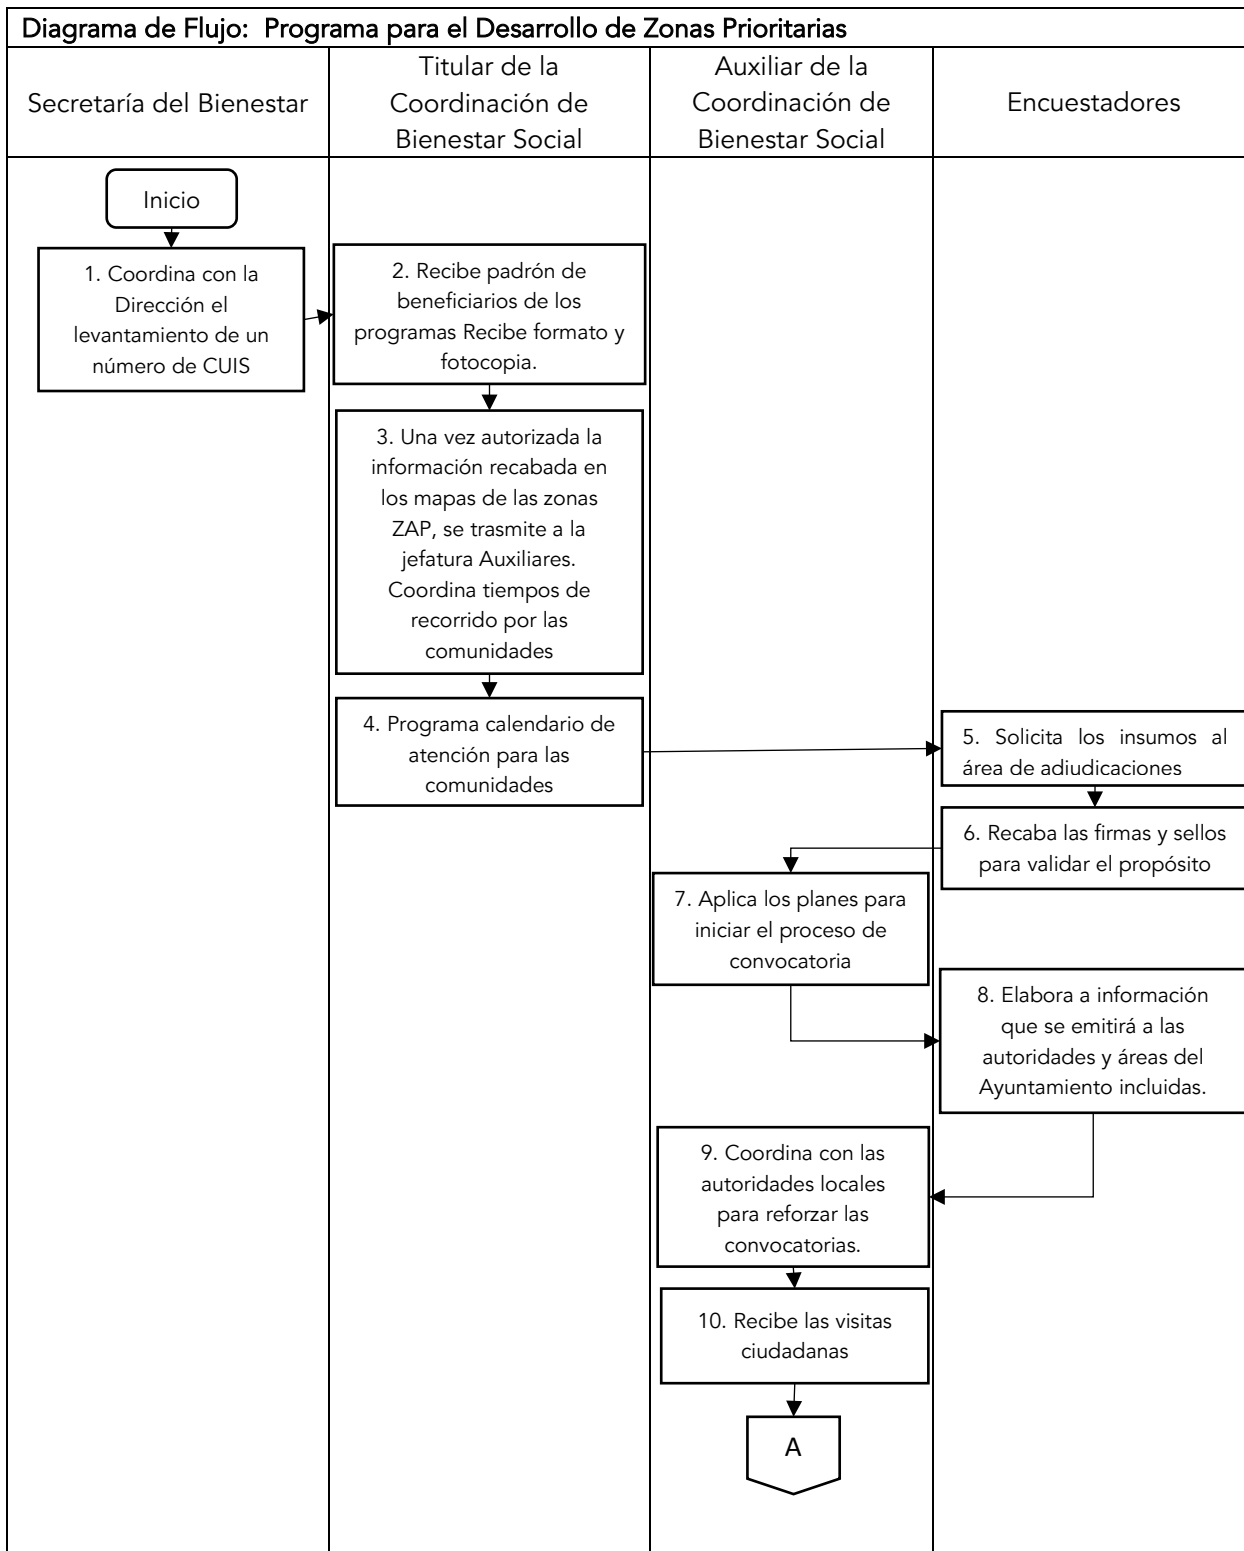 Diagrama de Flujo:  Programa para el Desarrollo de Zonas Prioritarias
Secretaría del Bienestar
Titular de la
Coordinación de
Bienestar Social
Auxiliar de la
Coordinación de
Bienestar Social
Encuestadores
Inicio
1. Coordina con la
Dirección el
levantamiento de un
número de CUIS
2. Recibe padrón de
beneficiarios de los
programas Recibe formato y
fotocopia.
3. Una vez autorizada la
información recabada en
los mapas de las zonas
ZAP, se trasmite a la
jefatura Auxiliares.
Coordina tiempos de
recorrido por las
comunidades
4. Programa calendario de
atención para las
comunidades
5. Solicita los insumos al
área de adjudicaciones
6. Recaba las firmas y sellos
para validar el propósito
7. Aplica los planes para
iniciar el proceso de
convocatoria
8. Elabora a información
que se emitirá a las
autoridades y áreas del
Ayuntamiento incluidas.
9. Coordina con las
autoridades locales
para reforzar las
convocatorias.
10. Recibe las visitas
ciudadanas
A